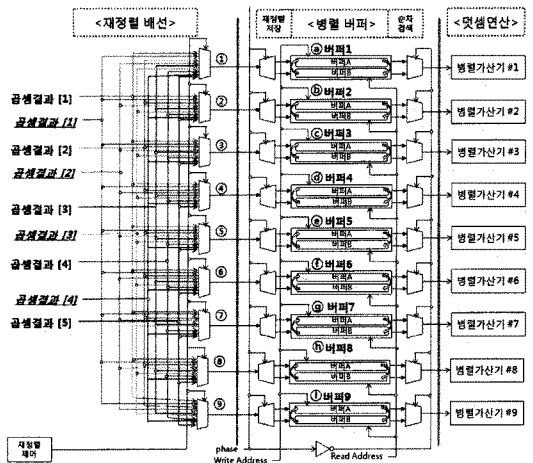 <재정렬 배선>
재정렬 저장
<병렬 버퍼>
순차 검색
<덧셈연산>
① ⓐ버퍼1 버퍼A 버퍼B 병렬가산기 #1
곱셈결과 [1]
② ⓑ버퍼2 버퍼A 버퍼B 병렬가산기 #2
곱셈결과 [1]
③ ⓒ버퍼3 버퍼A 버퍼B 병렬가산기 #3
곱셈결과 [2]
곱셈결과 [2]
④ ⓓ버퍼4 버퍼A 버퍼B 병렬가산기 #4
곱셈결과 [3]
⑤ ⓔ버퍼5 버퍼A 버퍼B 병렬가산기 #5
곱셈결과 [3]
곱셈결과 [4]
⑥ ⓕ버퍼6 버퍼A 버퍼B 병렬가산기 #6
곱셈결과 [4]
곱셈결과 [5]
⑦ ⓖ버퍼7 버퍼A 버퍼B 병렬가산기 #7
⑧ ⓗ버퍼8 버퍼A 버퍼B 병렬가산기 #8
⑨ ⓘ버퍼9 버퍼A 버퍼B 병렬가산기 #9
재정렬 제어
phase
Write Address
Read Address